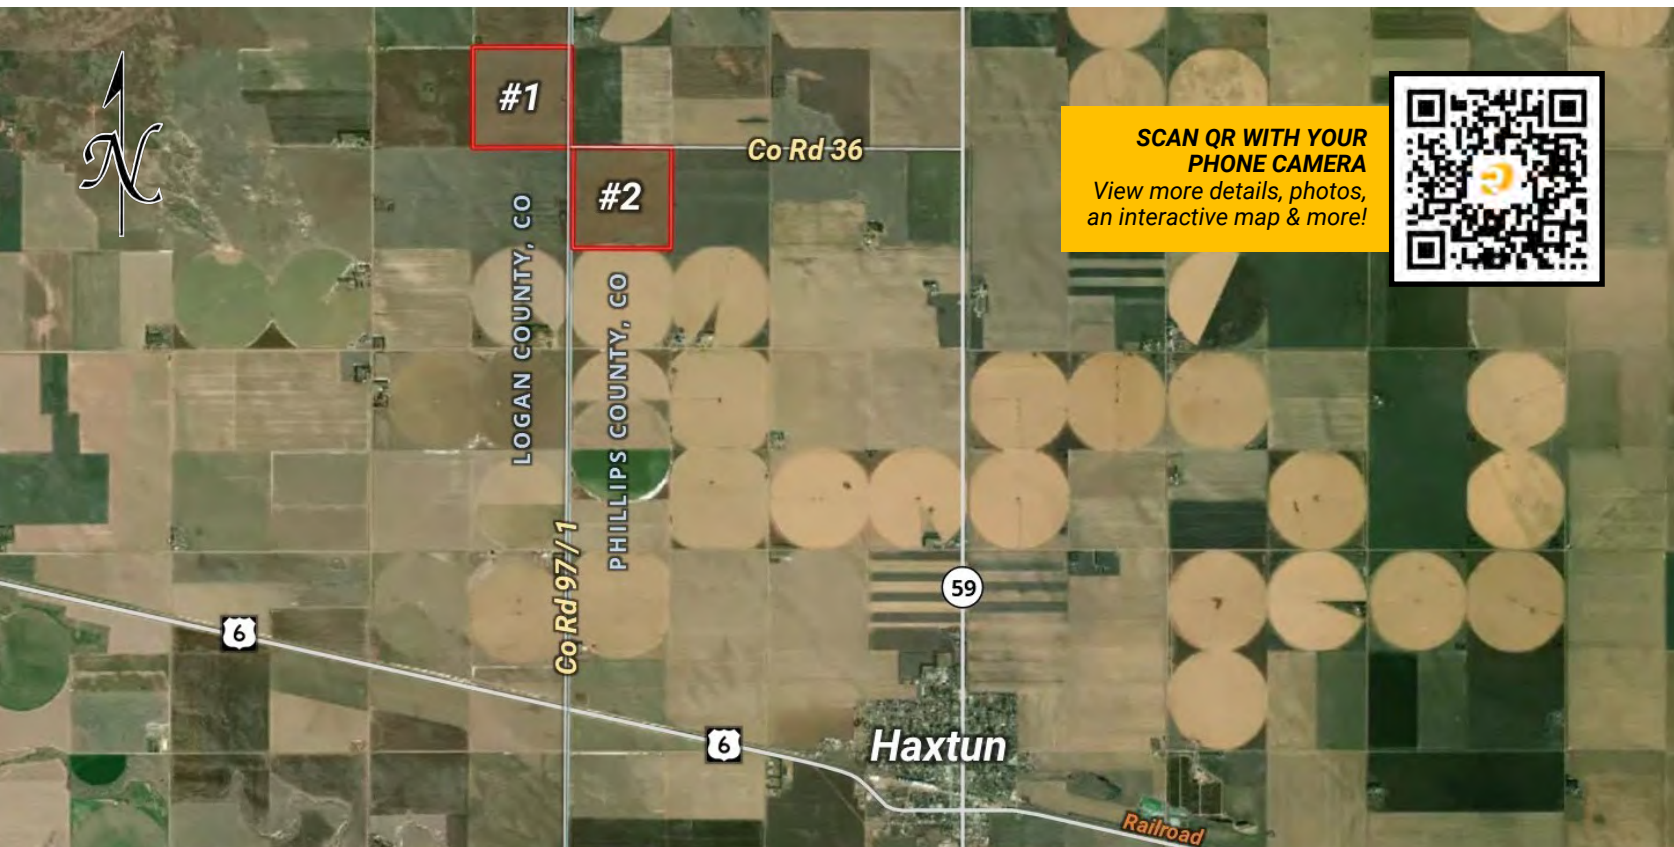 N
#1
Co Rd 36
#2
SCAN QR WITH YOUR
PHONE CAMERA
View more details, photos,
an interactive map & more!
LOGAN COUNTY, CO
PHILLIPS COUNTY, CO
Co Rd 97/1
59
6
6
Haxtun
Railroad